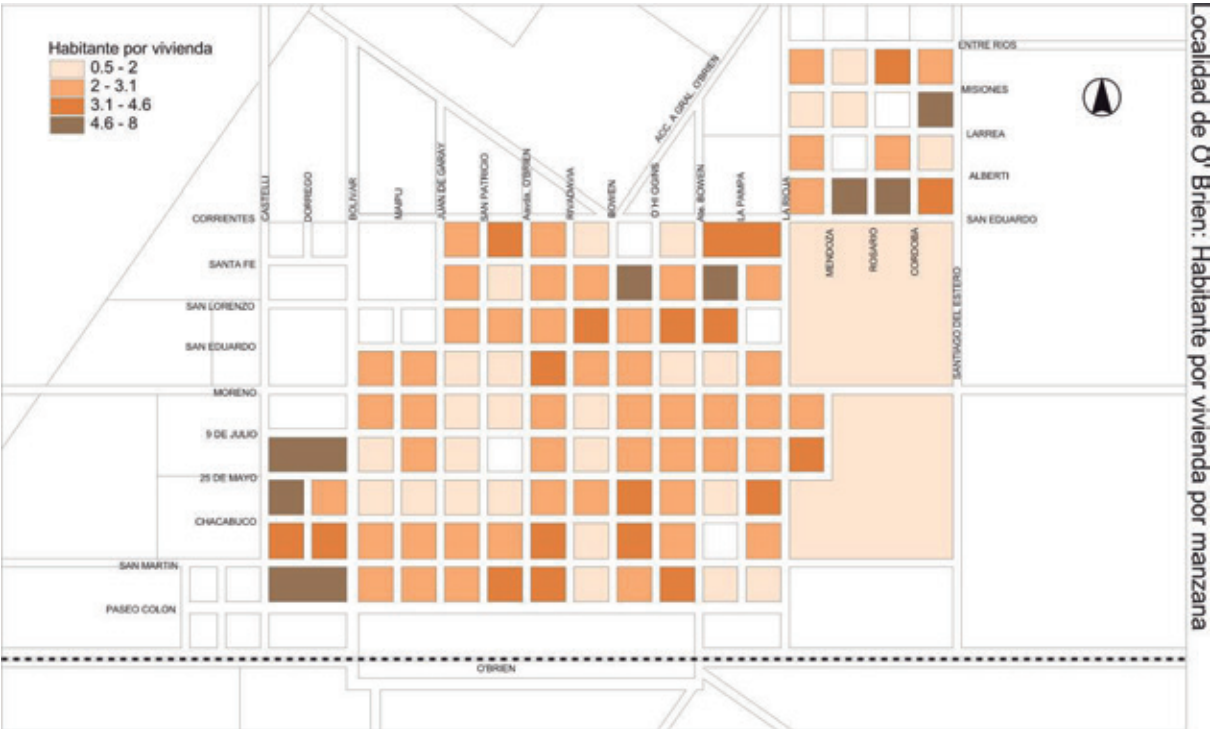 Localidad de O' Brien: Habitante por vivienda por manzana
Habitante por vivienda
0.5 - 2
2 - 3.1
3.1 - 4.6
4.6 - 8
ACC. A GRAL. O'BRIEN
ENTRE RIOS
MISIONES
LARREA
ALBERTI
SAN EDUARDO
CASTELLI
DORREGO
BOLIVAR
MAIPU
JUAN DE GARAY
SAN PATRICIO
Avda. O'BRIEN
RIVADAVIA
BOWEN
O'HIGGINS
Ate. BOWEN
LA PAMPA
LA RIOJA
MENDOZA
ROSARIO
CORDOBA
SANTIAGO DEL ESTERO
CORRIENTES
SANTA FE
SAN LORENZO
SAN EDUARDO
MORENO
9 DE JULIO
25 DE MAYO
CHACABUCO
SAN MARTIN
PASEO COLON
O'BRIEN